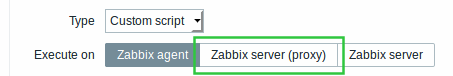 Type Custom script
Execute on Zabbix agent Zabbix server (proxy) Zabbix server